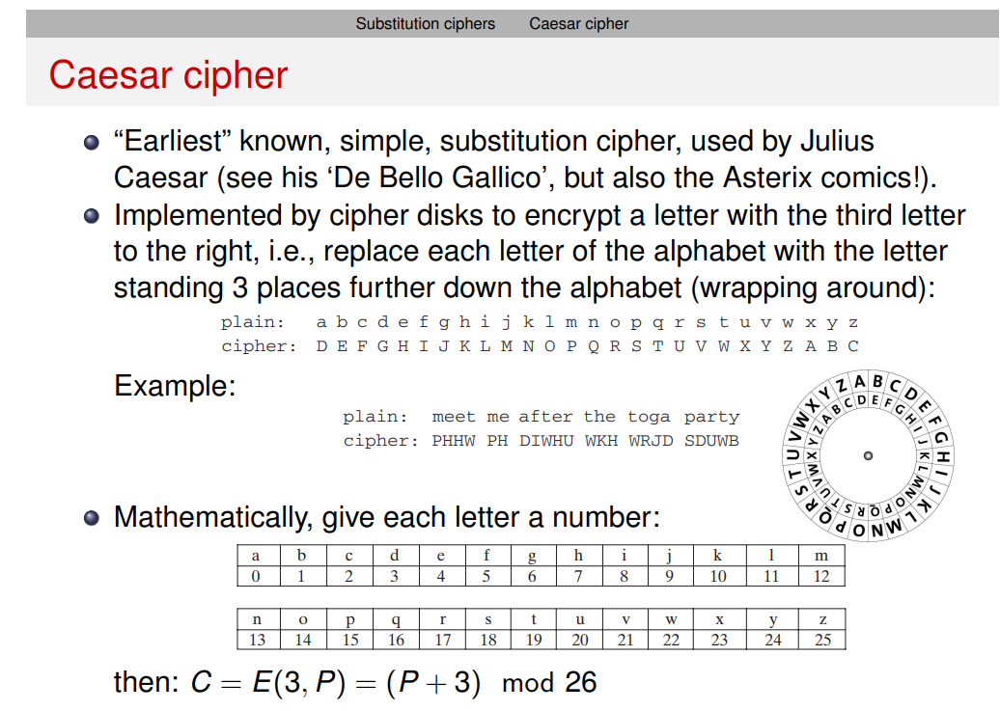 Substitution ciphers Caesar cipher
Caesar cipher
“Earliest” known, simple, substitution cipher, used by Julius
Caesar (see his ‘De Bello Gallico’, but also the Asterix comics!).
Implemented by cipher disks to encrypt a letter with the third letter
to the right, i.e., replace each letter of the alphabet with the letter
standing 3 places further down the alphabet (wrapping around):
plain: a b c d e f g h i j k l m n o p q r s t u v w x y z
cipher: D E F G H I J K L M N O P Q R S T U V W X Y Z A B C
Example:
plain: meet me after the toga party
cipher: PHHW PH DIWHU WKH WRJD SDUWB
A B C D E F G H I J K L M N O P Q R S T U V W X Y Z
A B C D E F G H I J K L M N O P Q R S T U V W X Y Z
Mathematically, give each letter a number:
a b c d e f g h i j k l m
0 1 2 3 4 5 6 7 8 9 10 11 12
n o p q r s t u v w x y z
13 14 15 16 17 18 19 20 21 22 23 24 25
then: C = E(3, P) = (P + 3) mod 26